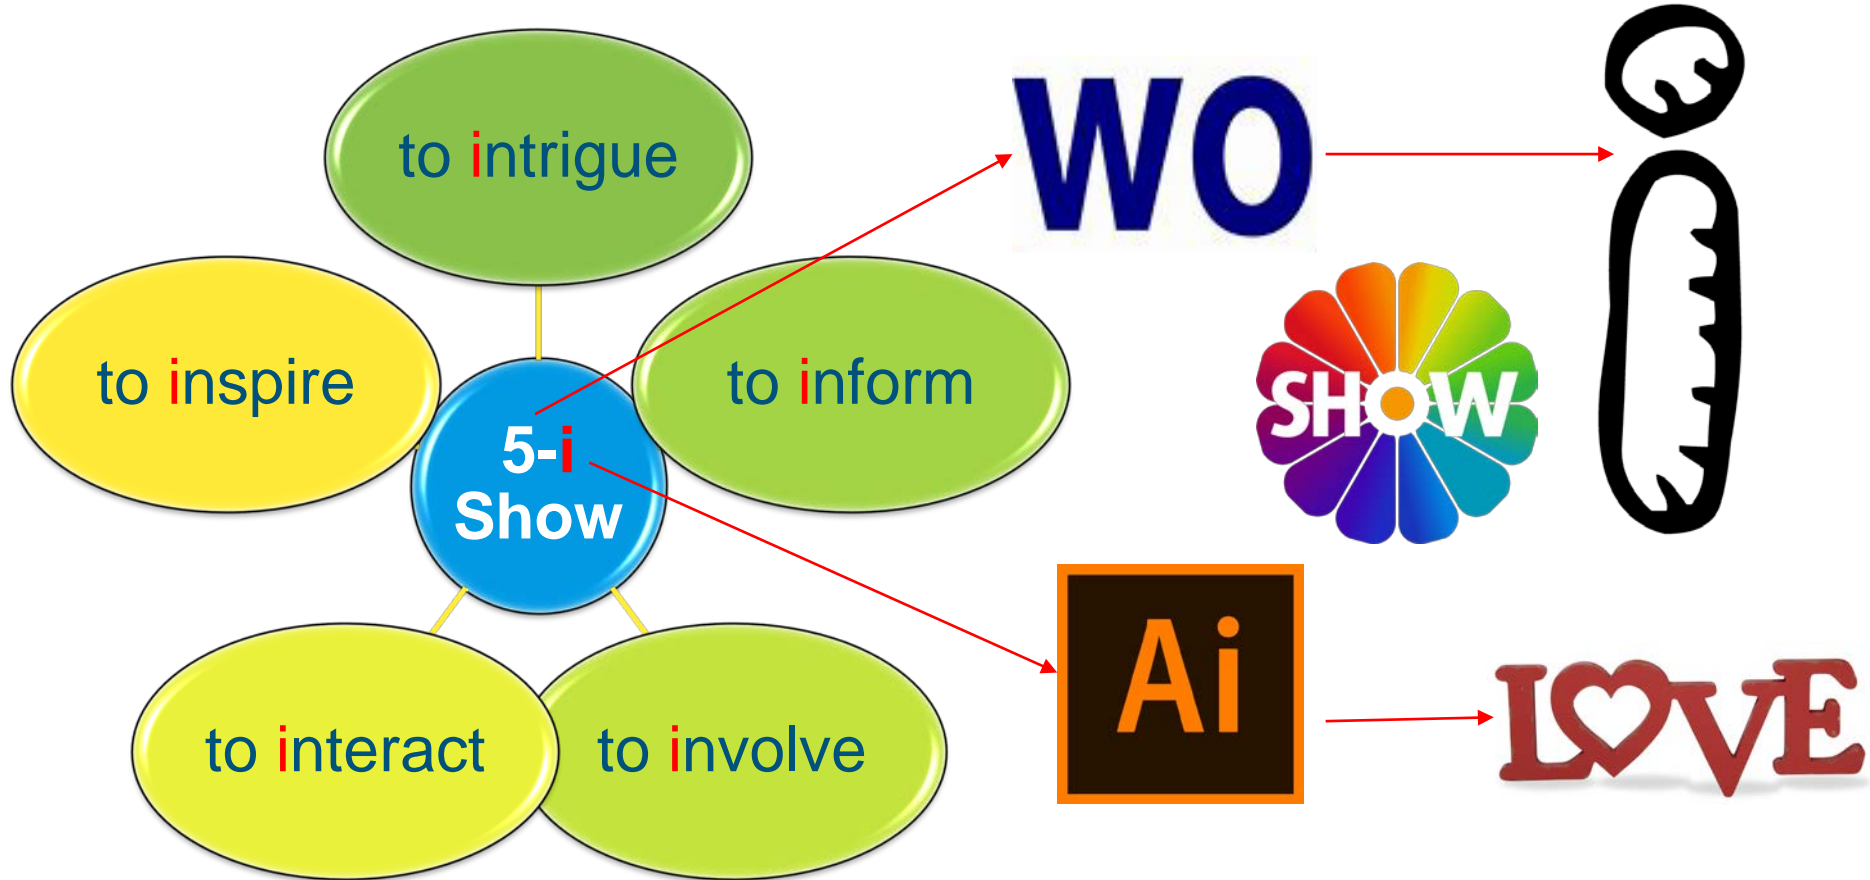 to intrigue
to inspire
to inform
5-i
Show
to interact
to involve
WO
i
SHOW
Ai
LOVE